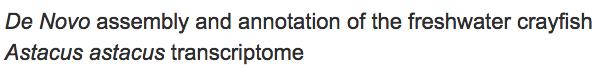 De Novo assembly and annotation of the freshwater crayfish
Astacus astacus transcriptome